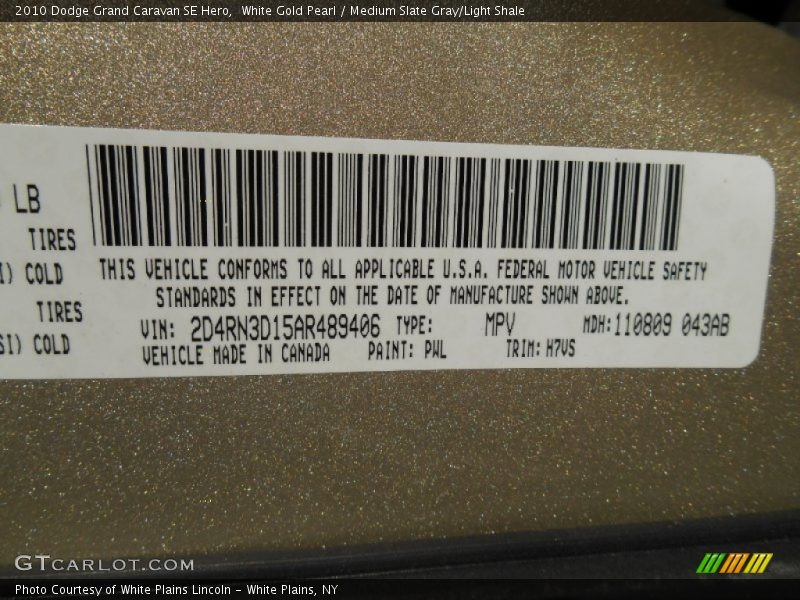 2010 Dodge Grand Caravan SE Hero,  White Gold Pearl / Medium Slate Gray/Light Shale
LB
TIRES
I) COLD
TIRES
SI) COLD
THIS VEHICLE CONFORMS TO ALL APPLICABLE U.S.A. FEDERAL MOTOR VEHICLE SAFETY
STANDARDS IN EFFECT ON THE DATE OF MANUFACTURE SHOWN ABOVE.
VIN: 2D4RN3D15AR489406 TYPE: MPV MDH:110809 043AB
VEHICLE MADE IN CANADA PAINT: PWL TRIM: H7VS
GTCARLOT.COM
Photo Courtesy of White Plains Lincoln - White Plains, NY